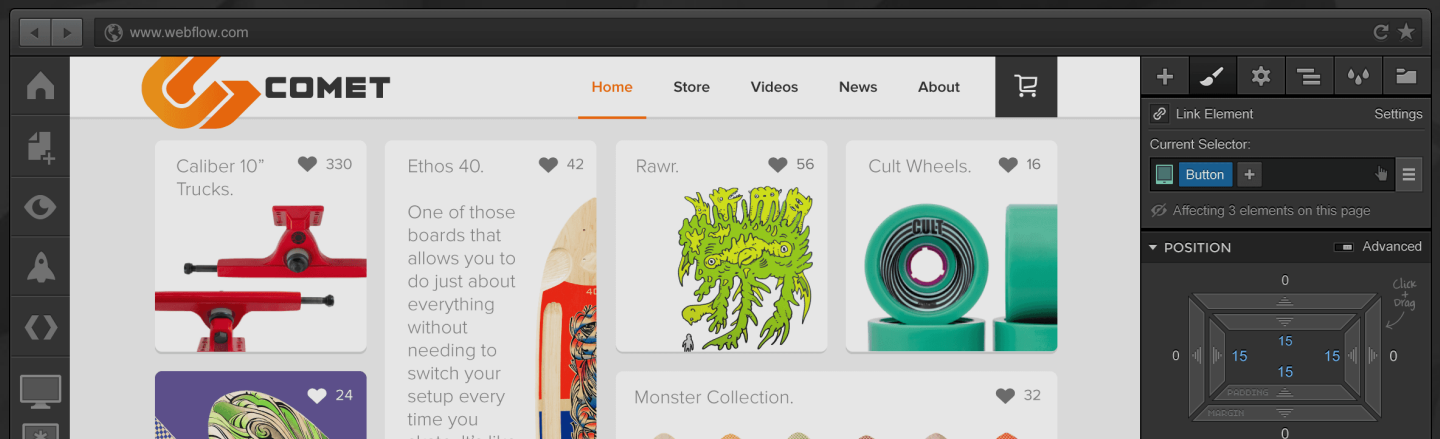 www.webflow.com
COMET
Home
Store
Videos
News
About
Link Element
Settings
Current Selector:
Button
Affecting 3 elements on this page
POSITION
Advanced
0
Click
+
Drag
15
0
15
15
0
15
PADDING
MARGIN
0
Caliber 10”
Trucks.
330
Ethos 40.
42
One of those
boards that
allows you to
do just about
everything
without
needing to
switch your
setup every
time you
Rawr.
56
Cult Wheels.
16
CULT
40
24
Monster Collection.
32